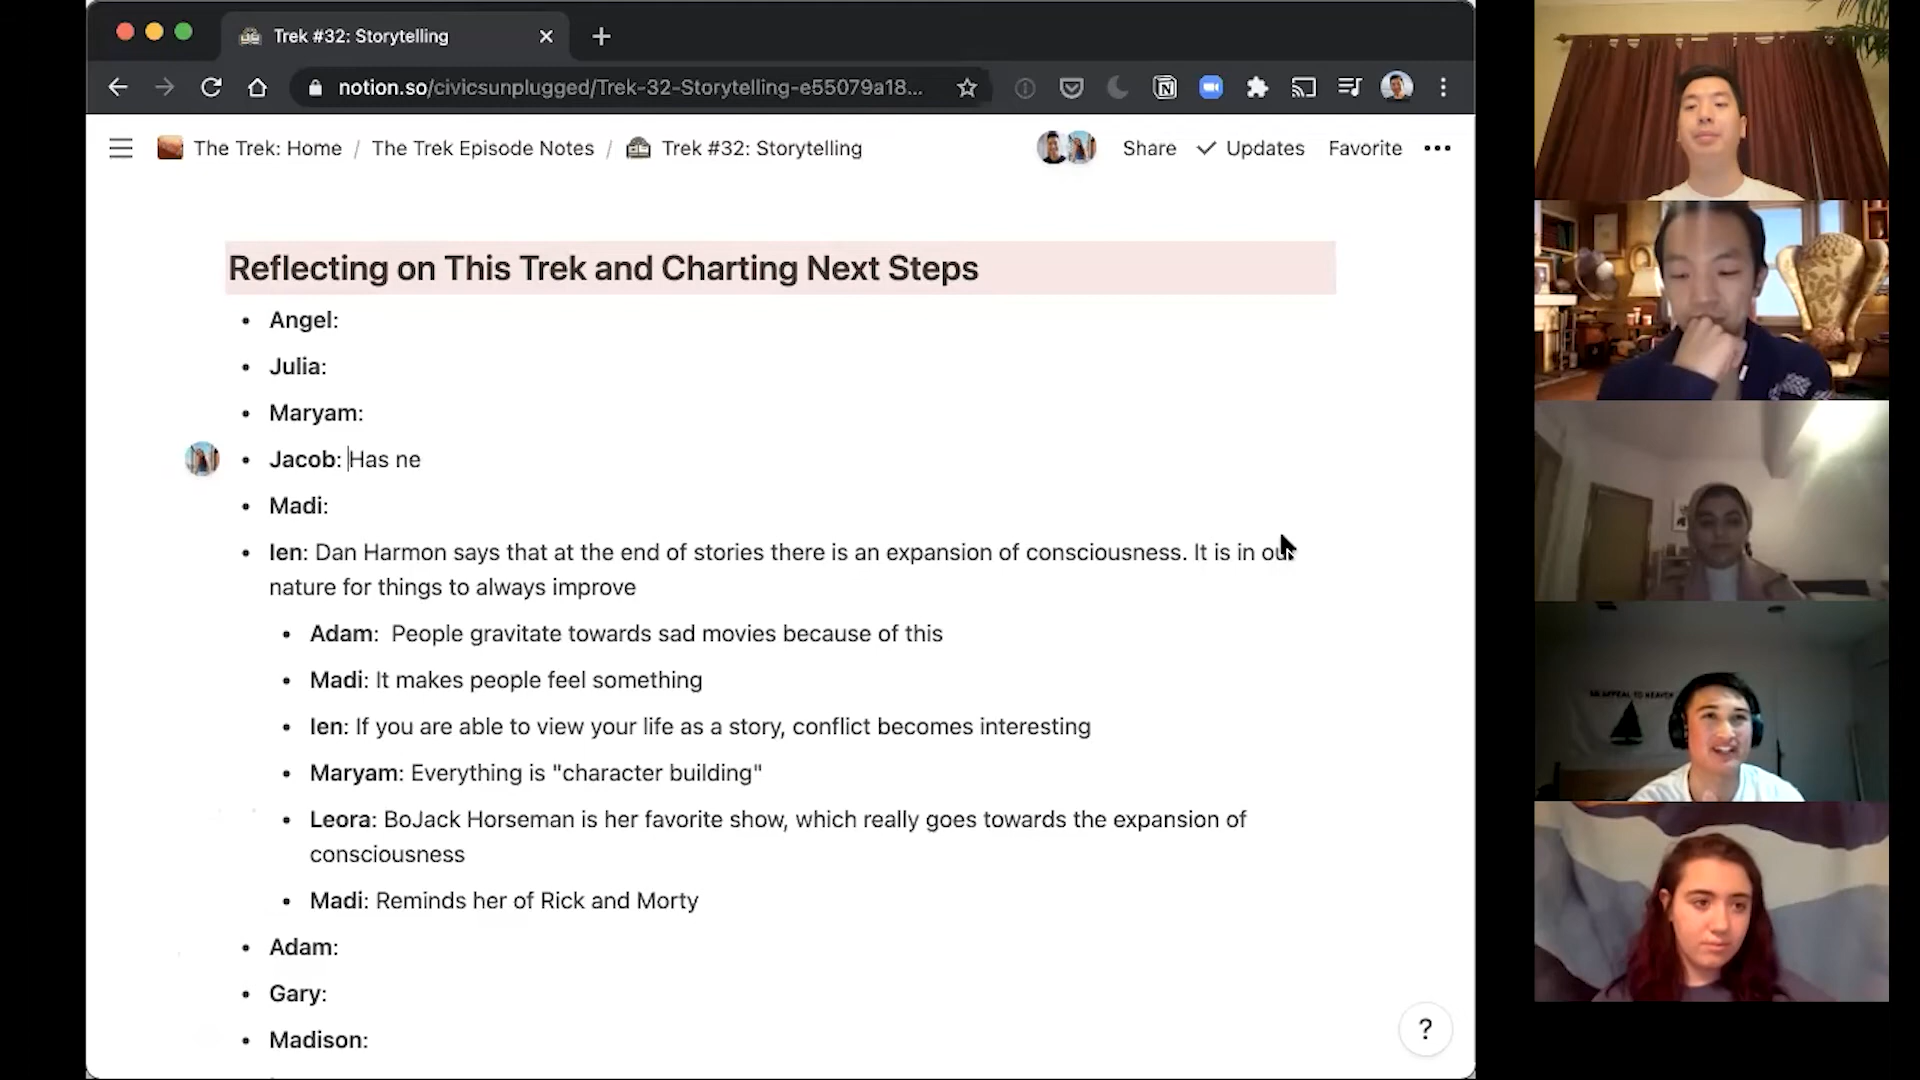 Trek #32: Storytelling
notion.so/civicsunplugged/Trek-32-Storytelling-e55079a18...
The Trek: Home / The Trek Episode Notes / Trek #32: Storytelling
Share Updates Favorite
Reflecting on This Trek and Charting Next Steps
Angel:
Julia:
Maryam:
Jacob: Has ne
Madi:
Ien: Dan Harmon says that at the end of stories there is an expansion of consciousness. It is in our
nature for things to always improve
Adam: People gravitate towards sad movies because of this
Madi: It makes people feel something
Ien: If you are able to view your life as a story, conflict becomes interesting
Maryam: Everything is "character building"
Leora: BoJack Horseman is her favorite show, which really goes towards the expansion of
consciousness
Madi: Reminds her of Rick and Morty
Adam:
Gary:
Madison:
?
APPEAL TO HEAVEN